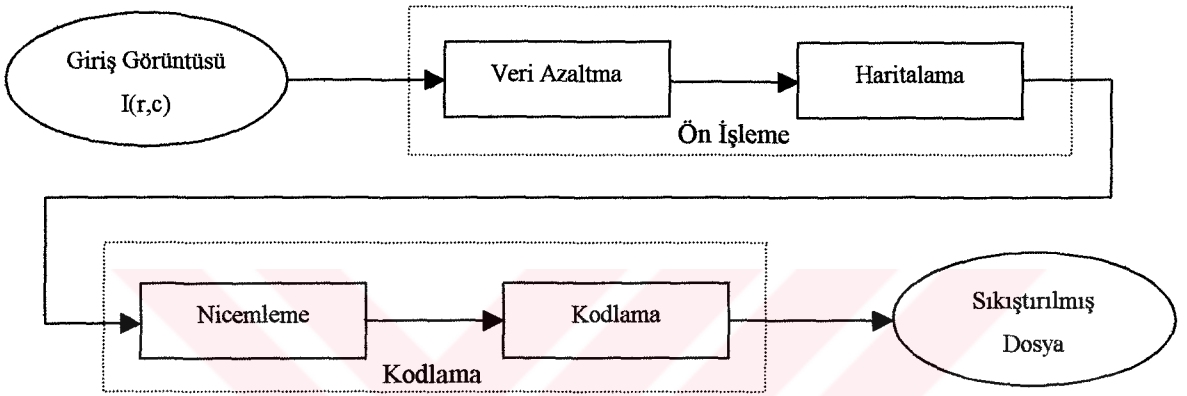 Giriş Görüntüsü
I(r,c)
Veri Azaltma
Haritalama
Ön İşleme
Nicemleme
Kodlama
Kodlama
Sıkıştırılmış
Dosya